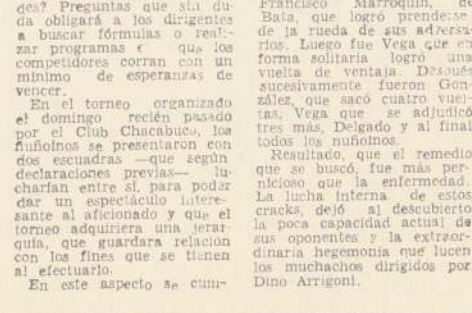 des? Preguntas que sin du-
da obligará a los dirigentes
a buscar fórmulas o reali-
zar programas que los
competidores corran con un
mínimo de esperanzas de
vencer.
En el torneo organizado
el domingo recién pasado
por el Club Chacabuco, los
ñuñoínos se presentaron con
dos escuadras —que según
declaraciones previas— lu-
charían entre sí, para poder
dar un espectáculo intere-
sante al aficionado y que el
torneo adquiriera una jerar-
quía, que guardara relación
con los fines que se tienen
al efectuarlo.
En este aspecto se cum-
Francisco Marroquín, de
Bata, que logró prenderse
de la rueda de sus adversa-
rios. Luego fue Vega que en
forma solitaria logró una
vuelta de ventaja. Después
sucesivamente fueron Gon-
zález, que sacó cuatro vuel-
tas, Vega que se adjudicó
tres más, Delgado y al final
todos los nuñoínos.
Resultado, que el remedio
que se buscó, fue más per-
nicioso que la enfermedad.
La lucha interna de estos
cracks, dejó al descubierto
la poca capacidad actual de
sus oponentes y la extraor-
dinaria hegemonía que lucen
los muchachos dirigidos por
Dino Arrigoni.